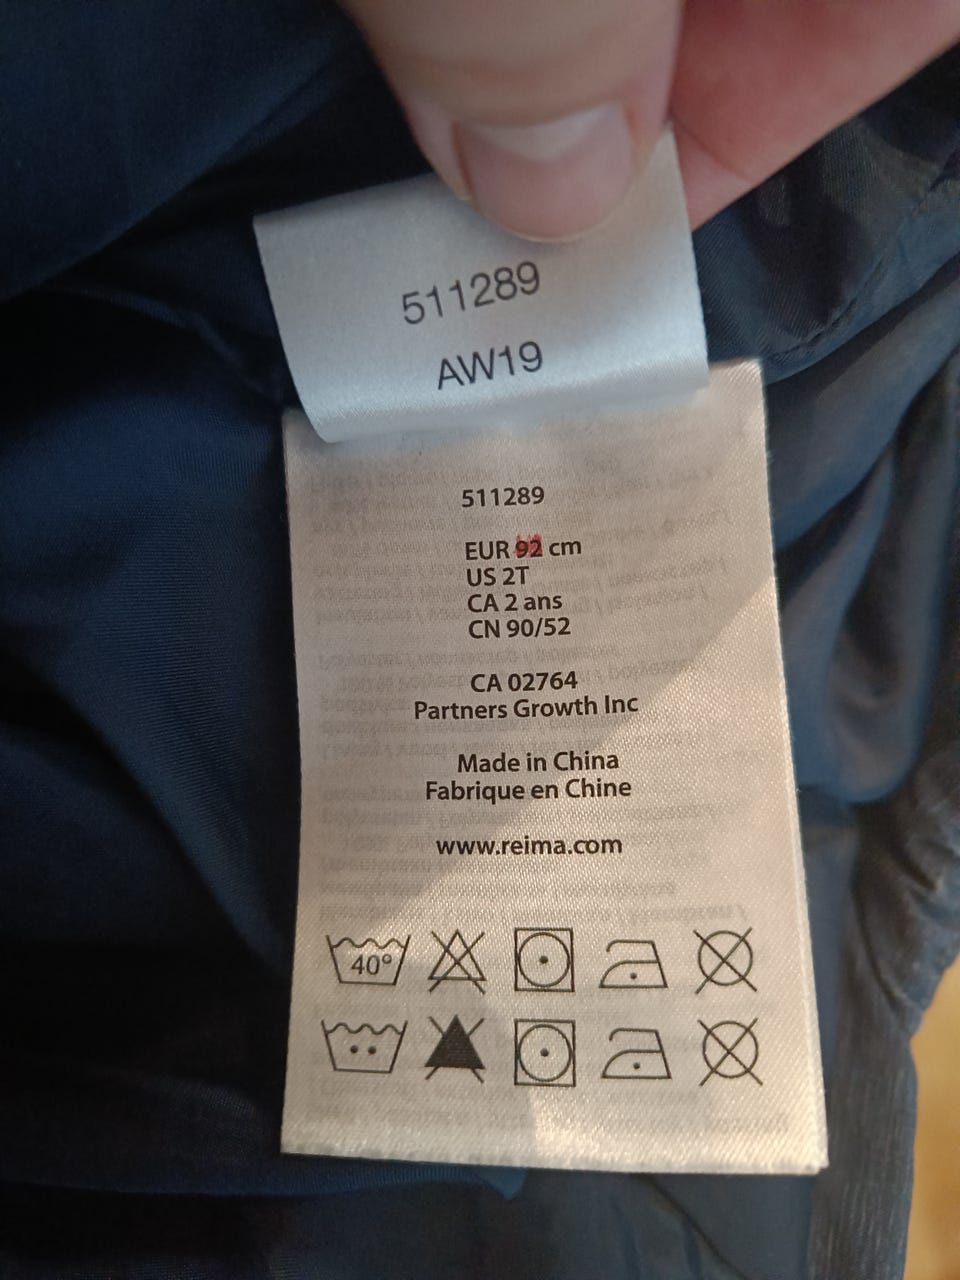 511289
AW19
511289
EUR 92 cm
US 2T
CA 2 ans
CN 90/52
CA 02764
Partners Growth Inc
Made in China
Fabrique en Chine
www.reima.com
40°